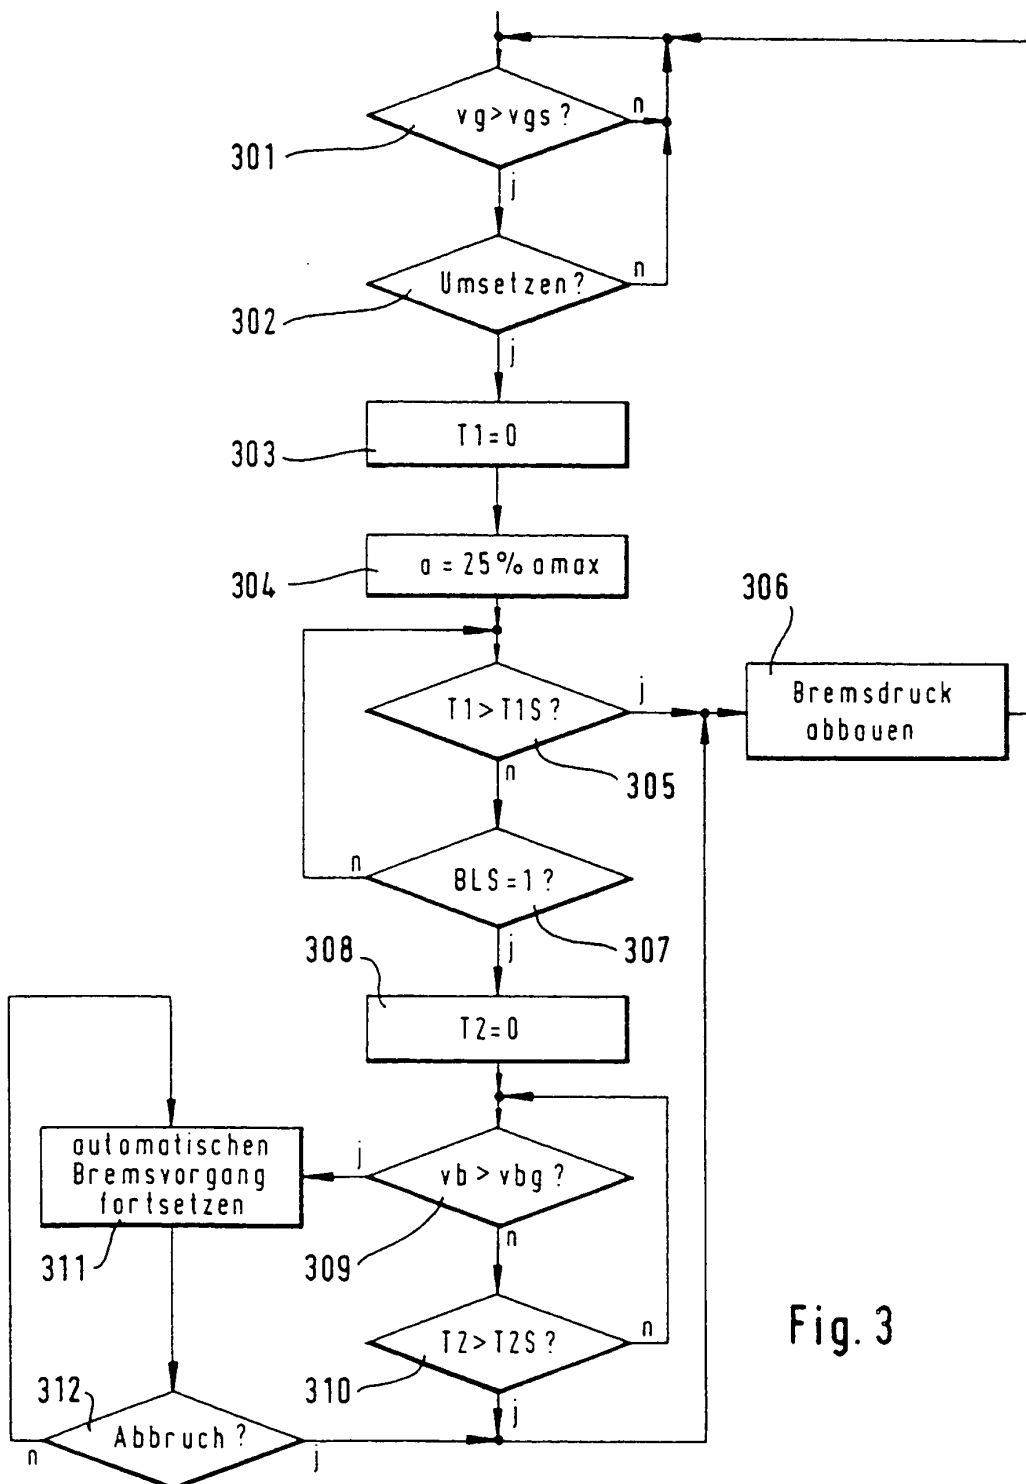 vg>vgs?
n
301
j
Umsetzen?
n
302
j
T1=0
303
a = 25% amax
304
306
Bremsdruck
abbauen
T1>T1S?
j
305
n
BLS=1?
n
307
j
308
T2=0
automatischen
Bremsvorgang
fortsetzen
j
vb>vbg?
311
309
n
T2>T2S?
n
310
j
Fig. 3
312
Abbruch?
n
j